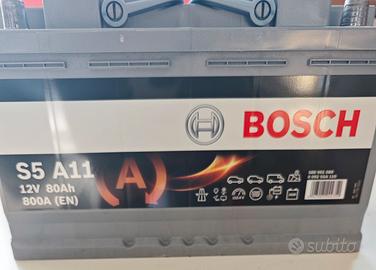 BOSCH
S5 A11
12V 80Ah
800A (EN)
A
subito